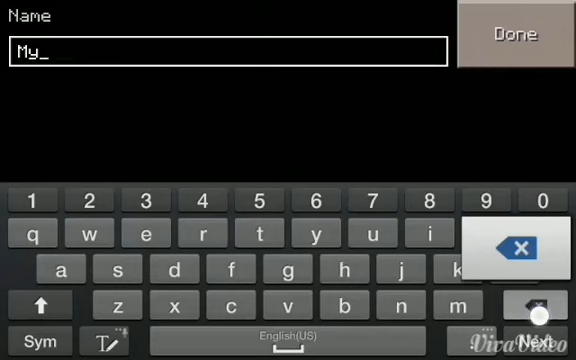 Name
Done
My_
1 2 3 4 5 6 7 8 9 0
q w e r t y u i
a s d f g h j k
z x c v b n m
Sym T English(US) Next
VivaVideo